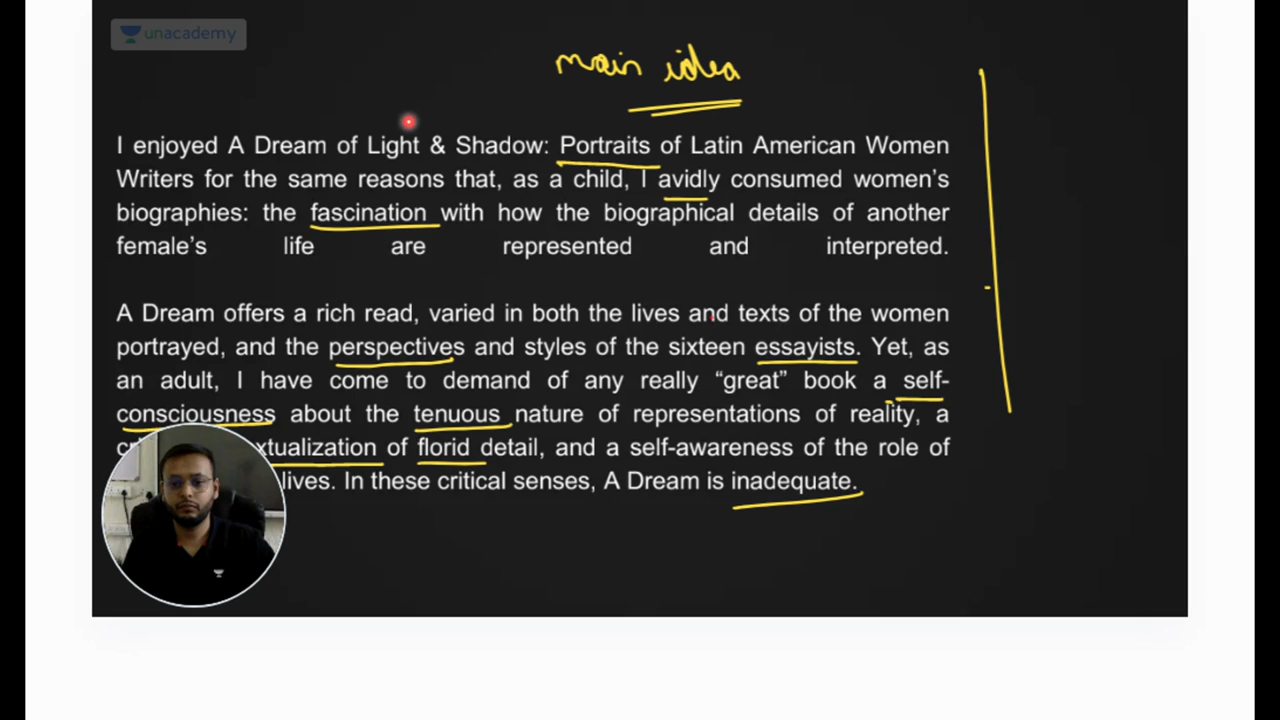 unacademy
main idea
I enjoyed A Dream of Light & Shadow: Portraits of Latin American Women
Writers for the same reasons that, as a child, I avidly consumed women's
biographies: the fascination with how the biographical details of another
female's life are represented and interpreted.
A Dream offers a rich read, varied in both the lives and texts of the women
portrayed, and the perspectives and styles of the sixteen essayists. Yet, as
an adult, I have come to demand of any really “great” book a self-
consciousness about the tenuous nature of representations of reality, a
of florid detail, and a self-awareness of the role of
lives. In these critical senses, A Dream is inadequate.